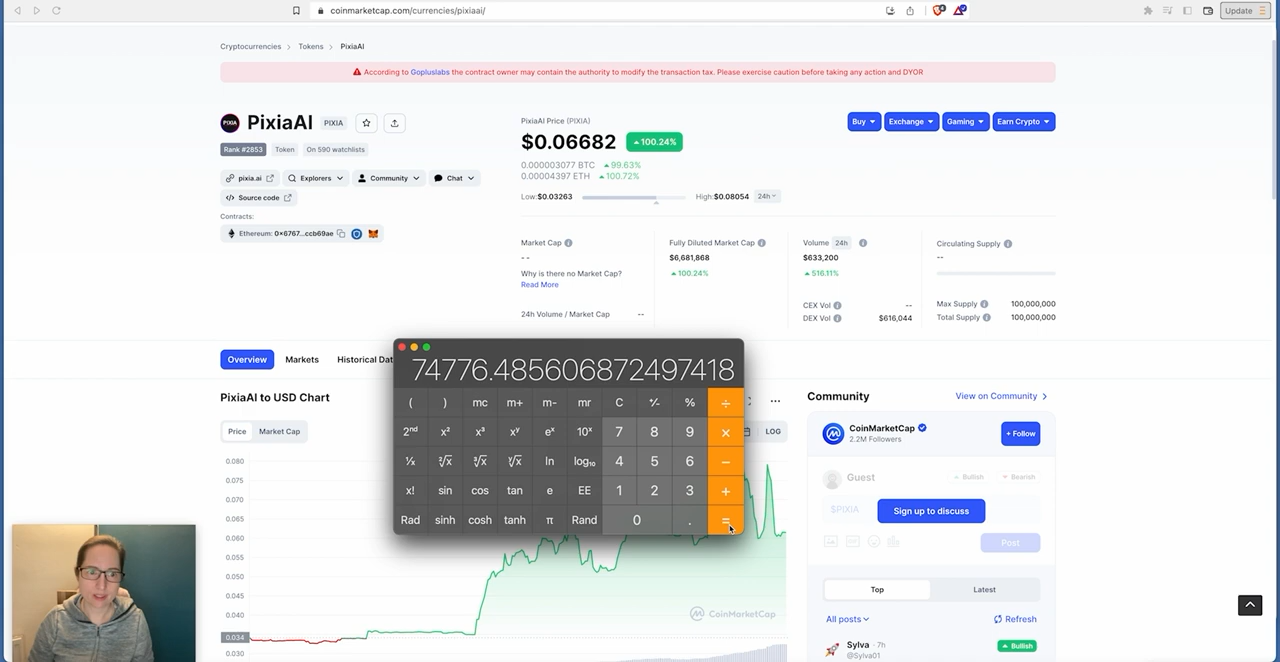 coinmarketcap.com/currencies/pixiaai/
4
Update
Cryptocurrencies > Tokens > PixiaAI
According to Gopluslabs the contract owner may contain the authority to modify the transaction tax. Please exercise caution before taking any action and DYOR
PIXIA PixiaAI PIXIA
Rank #2853 Token On 590 watchlists
pixia.ai Explorers Community Chat
Source code
Contracts:
Ethereum: 0x6767...ccb69ae
PixiaAI Price (PIXIA)
$0.06682 100.24%
0.000003077 BTC 99.63%
0.00004397 ETH 100.72%
Low:$0.03263 High:$0.08054 24h
Buy Exchange Gaming Earn Crypto
Market Cap
- -
Why is there no Market Cap?
Read More
24h Volume / Market Cap --
Fully Diluted Market Cap
$6,681,868
100.24%
Volume 24h
$633,200
516.11%
CEX Vol --
DEX Vol $616,044
Circulating Supply
--
Max Supply 100,000,000
Total Supply 100,000,000
Overview Markets Historical Dat
PixiaAI to USD Chart
Price Market Cap
LOG
0.080
0.075
0.070
0.065
0.060
0.055
0.050
0.045
0.040
0.034
0.030
CoinMarketCap
74776.485606872497418
( ) mc m+ m- mr C +⁄- % ÷
2nd x² x³ xʸ eˣ 10ˣ 7 8 9 ×
¹⁄x ²√x ³√x ʸ√x ln log₁₀ 4 5 6 −
x! sin cos tan e EE 1 2 3 +
Rad sinh cosh tanh π Rand 0 . =
Community View on Community >
CoinMarketCap
2.2M Followers
+ Follow
Guest Bullish Bearish
$PIXIA
Sign up to discuss
Post
Top Latest
All posts Refresh
Sylva · 7h
@Sylva01
Bullish